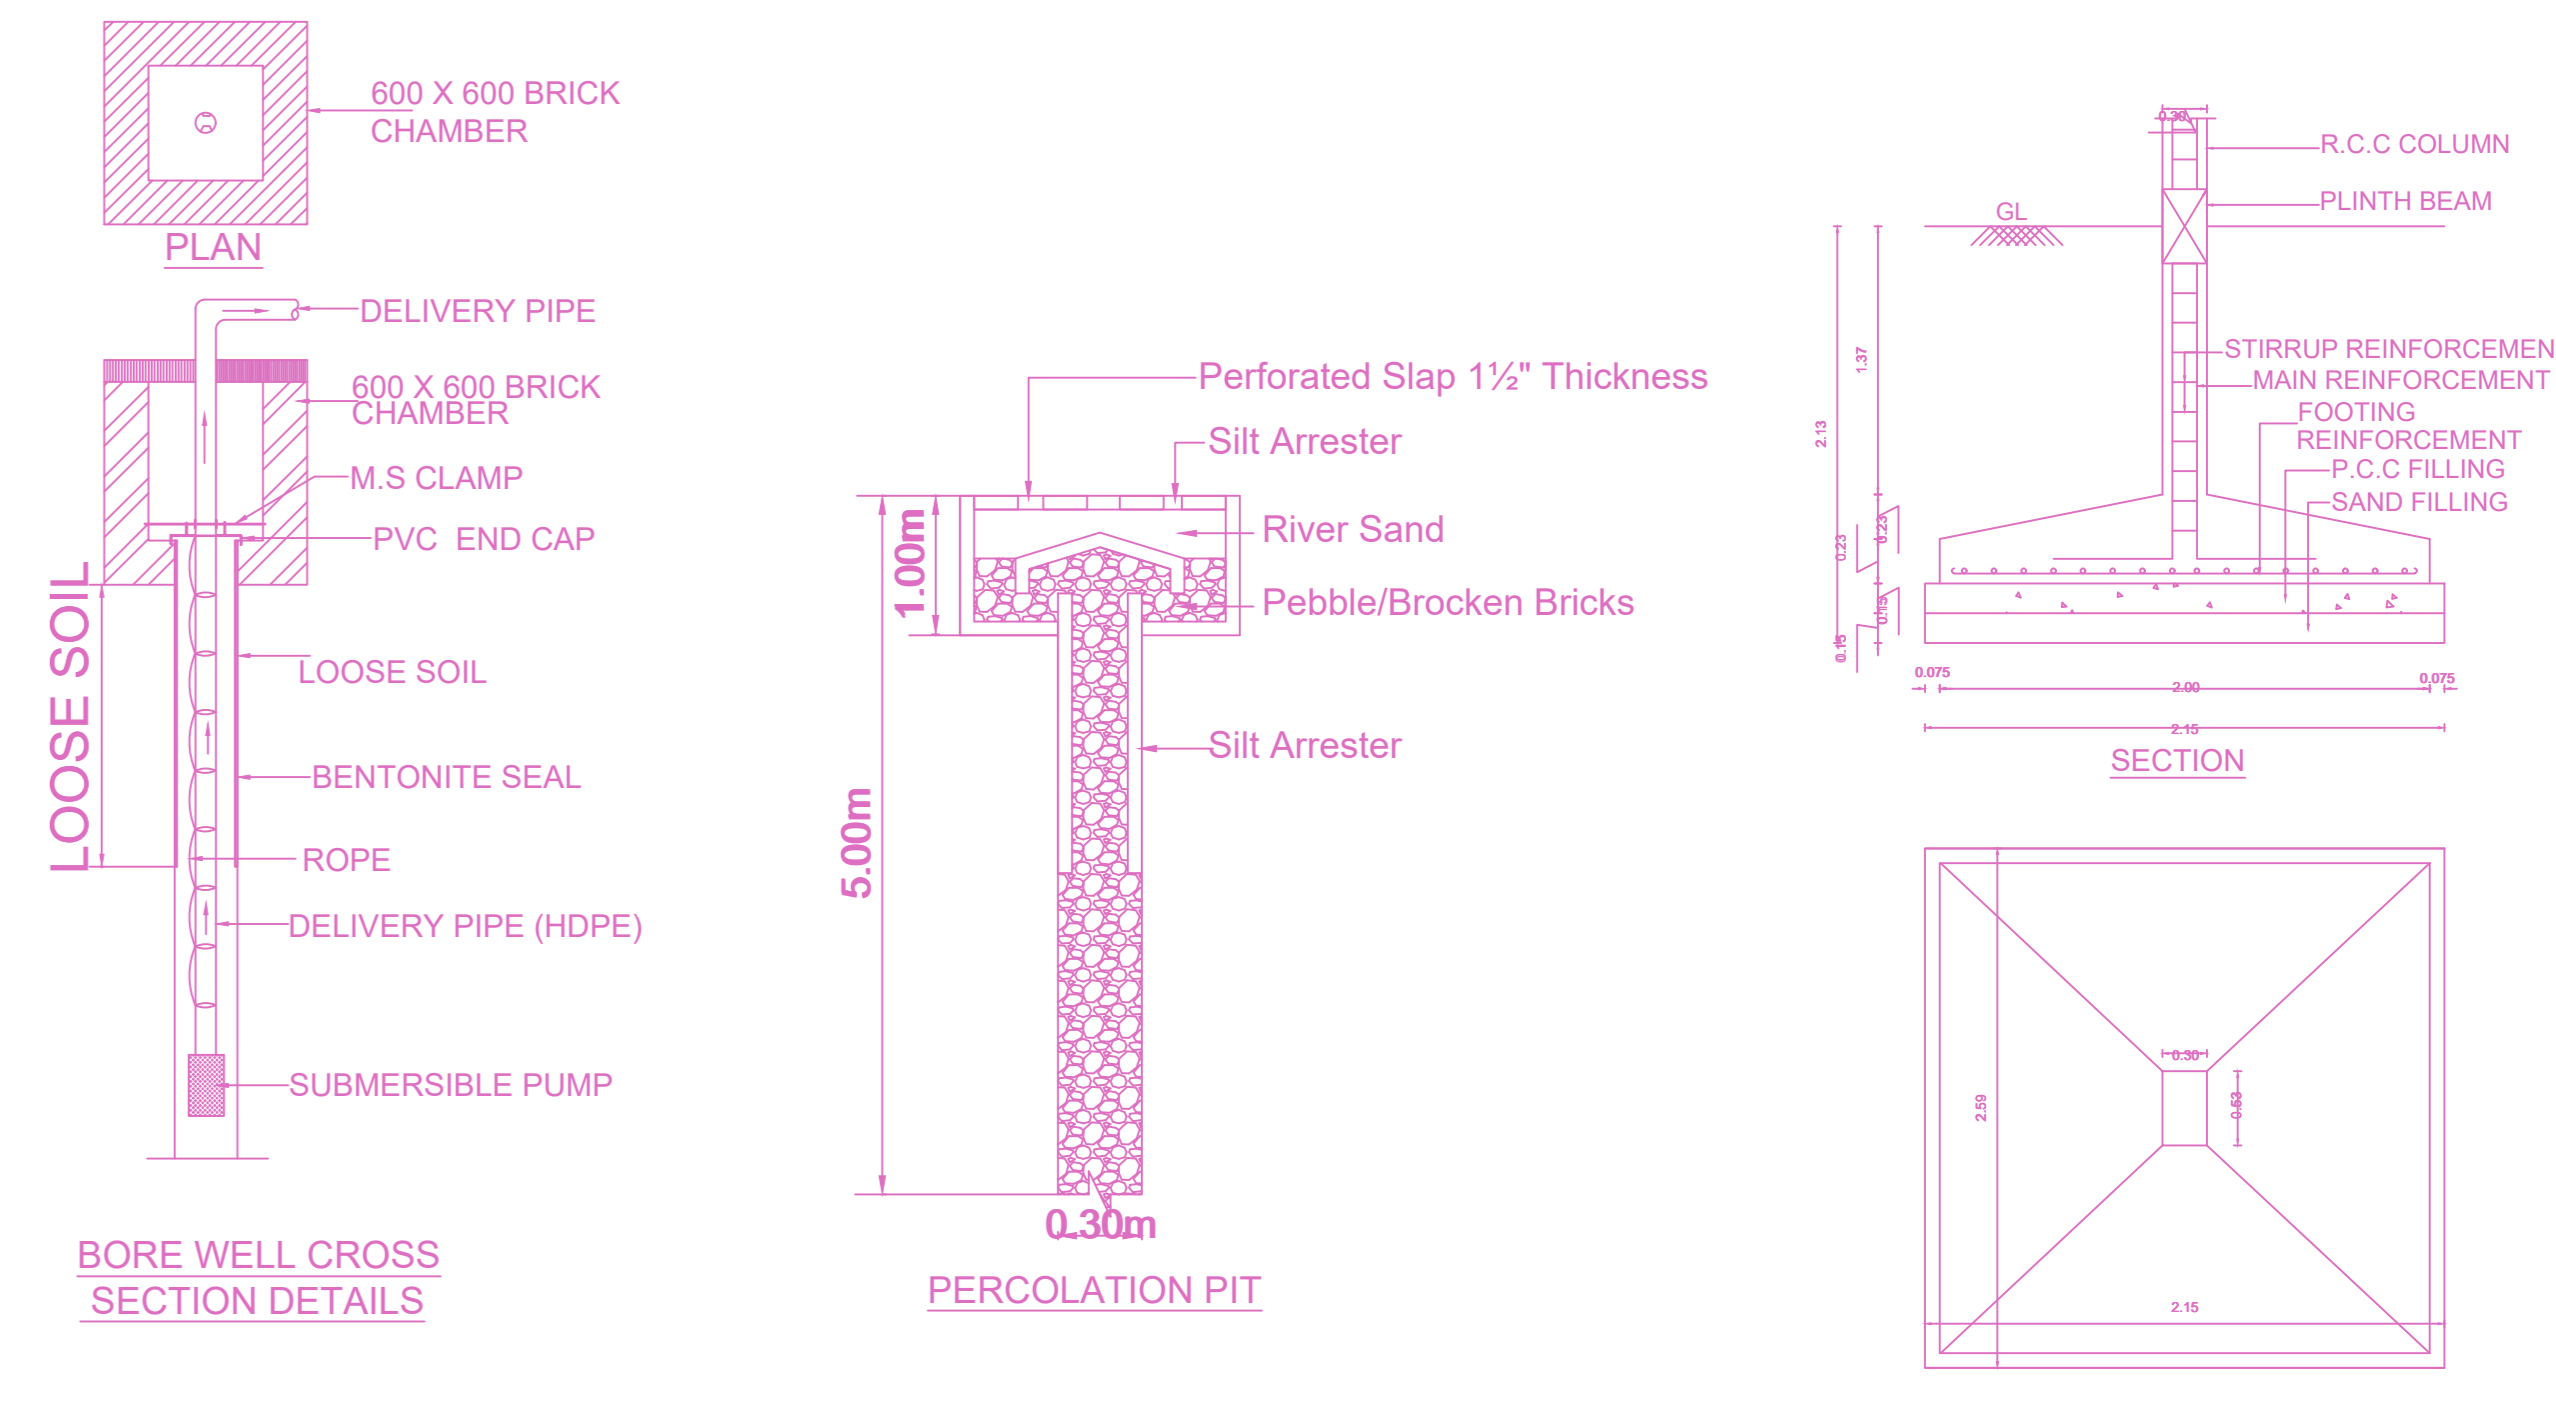 600 X 600 BRICK
CHAMBER
PLAN
DELIVERY PIPE
600 X 600 BRICK
CHAMBER
M.S CLAMP
PVC END CAP
LOOSE SOIL
LOOSE SOIL
BENTONITE SEAL
ROPE
DELIVERY PIPE (HDPE)
SUBMERSIBLE PUMP
BORE WELL CROSS
SECTION DETAILS
Perforated Slap 1½" Thickness
Silt Arrester
River Sand
Pebble/Brocken Bricks
Silt Arrester
1.00m
5.00m
0.30m
PERCOLATION PIT
0.30
R.C.C COLUMN
PLINTH BEAM
GL
STIRRUP REINFORCEMEN
MAIN REINFORCEMENT
FOOTING
REINFORCEMENT
P.C.C FILLING
SAND FILLING
1.37
2.13
0.23
0.23
0.15
0.15
0.075
2.00
0.075
2.15
SECTION
0.30
0.53
2.59
2.15